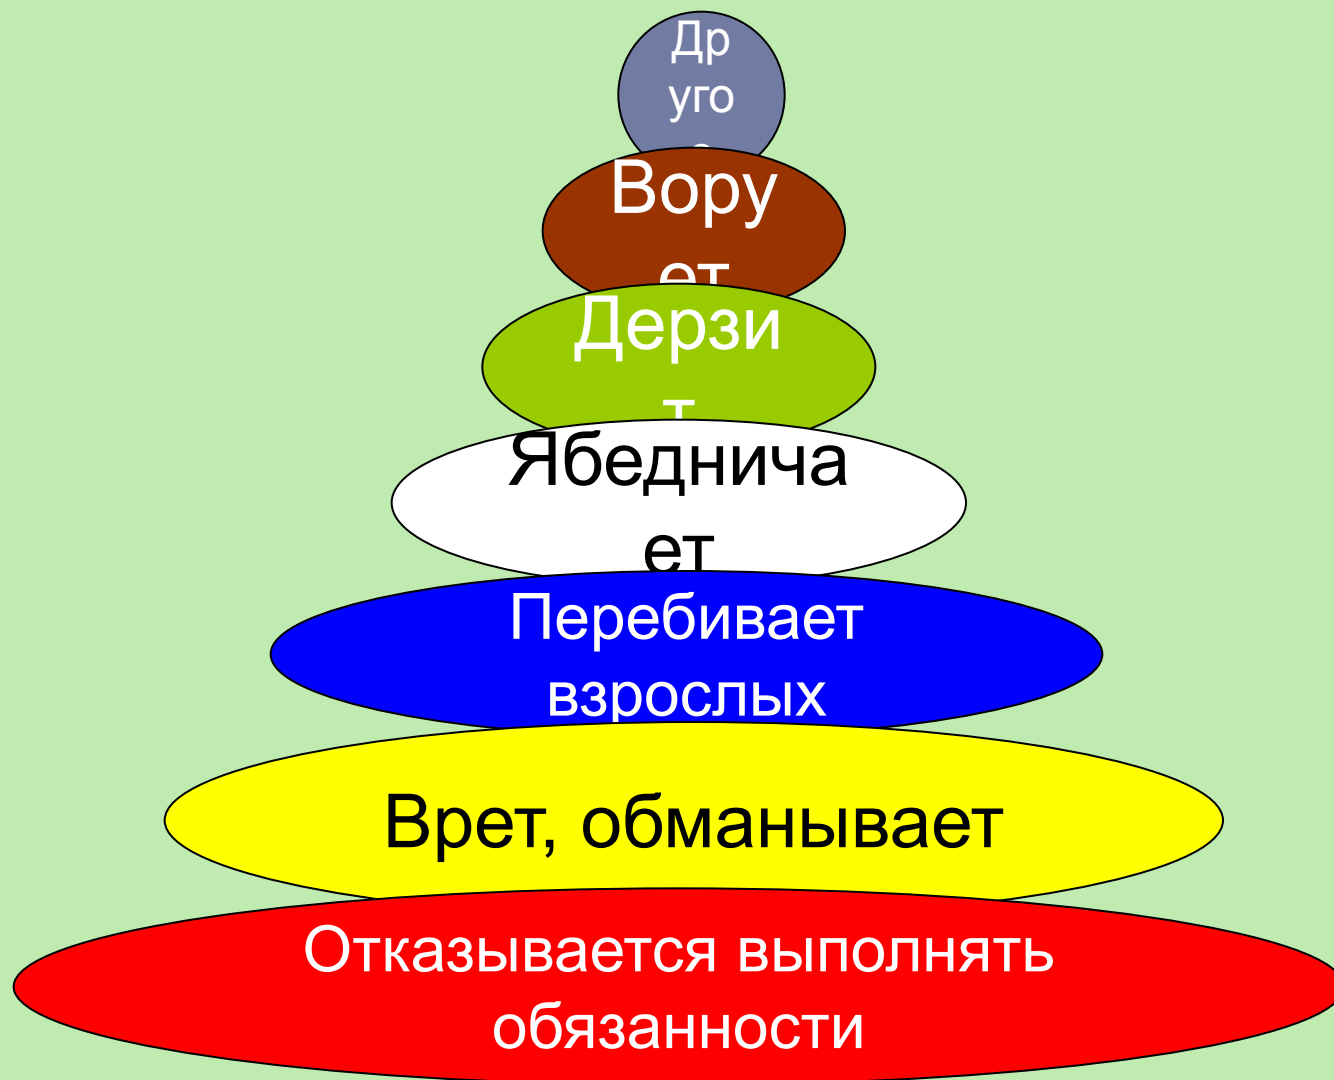 Др
уго
е
Вору
ет
Дерзи
т
Ябеднича
ет
Перебивает
взрослых
Врет, обманывает
Отказывается выполнять
обязанности